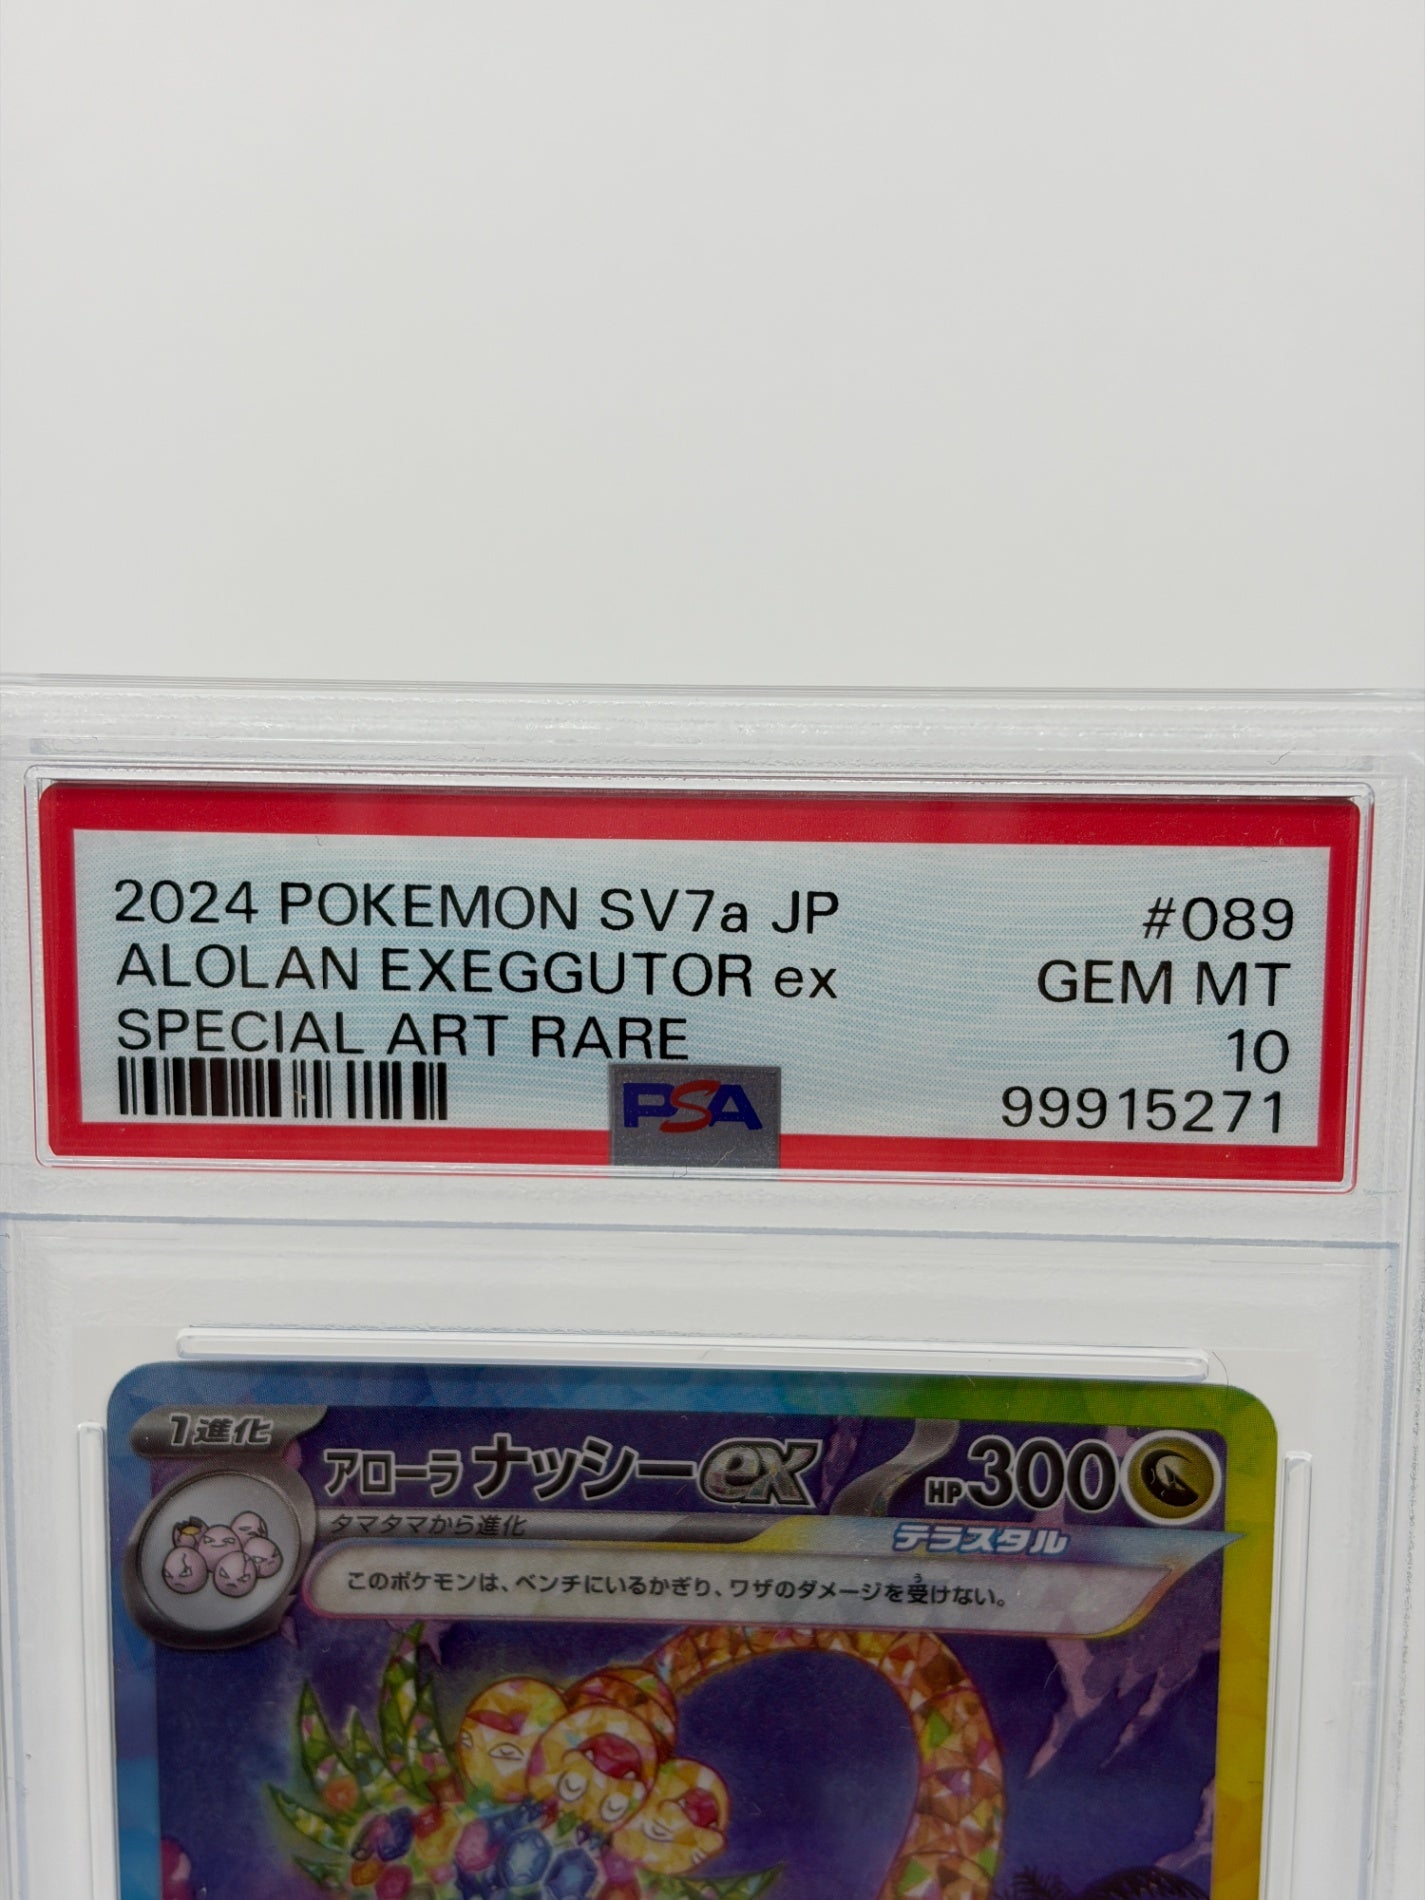 2024 POKEMON SV7a JP #089
ALOLAN EXEGGUTOR ex GEM MT
SPECIAL ART RARE 10
PSA 99915271
1進化
アローラ ナッシーex HP300
タマタマから進化
テラスタル
このポケモンは、ベンチにいるかぎり、ワザのダメージを受けない。